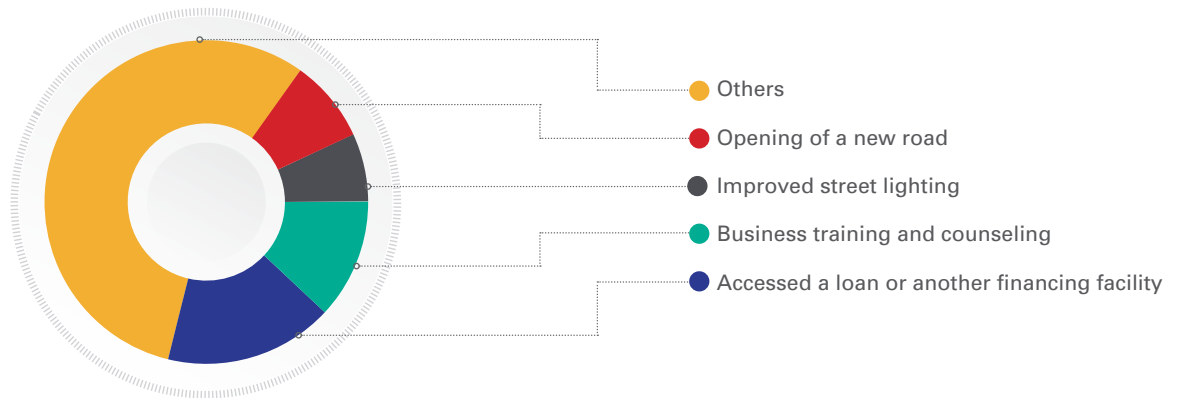 Others
Opening of a new road
Improved street lighting
Business training and counseling
Accessed a loan or another financing facility